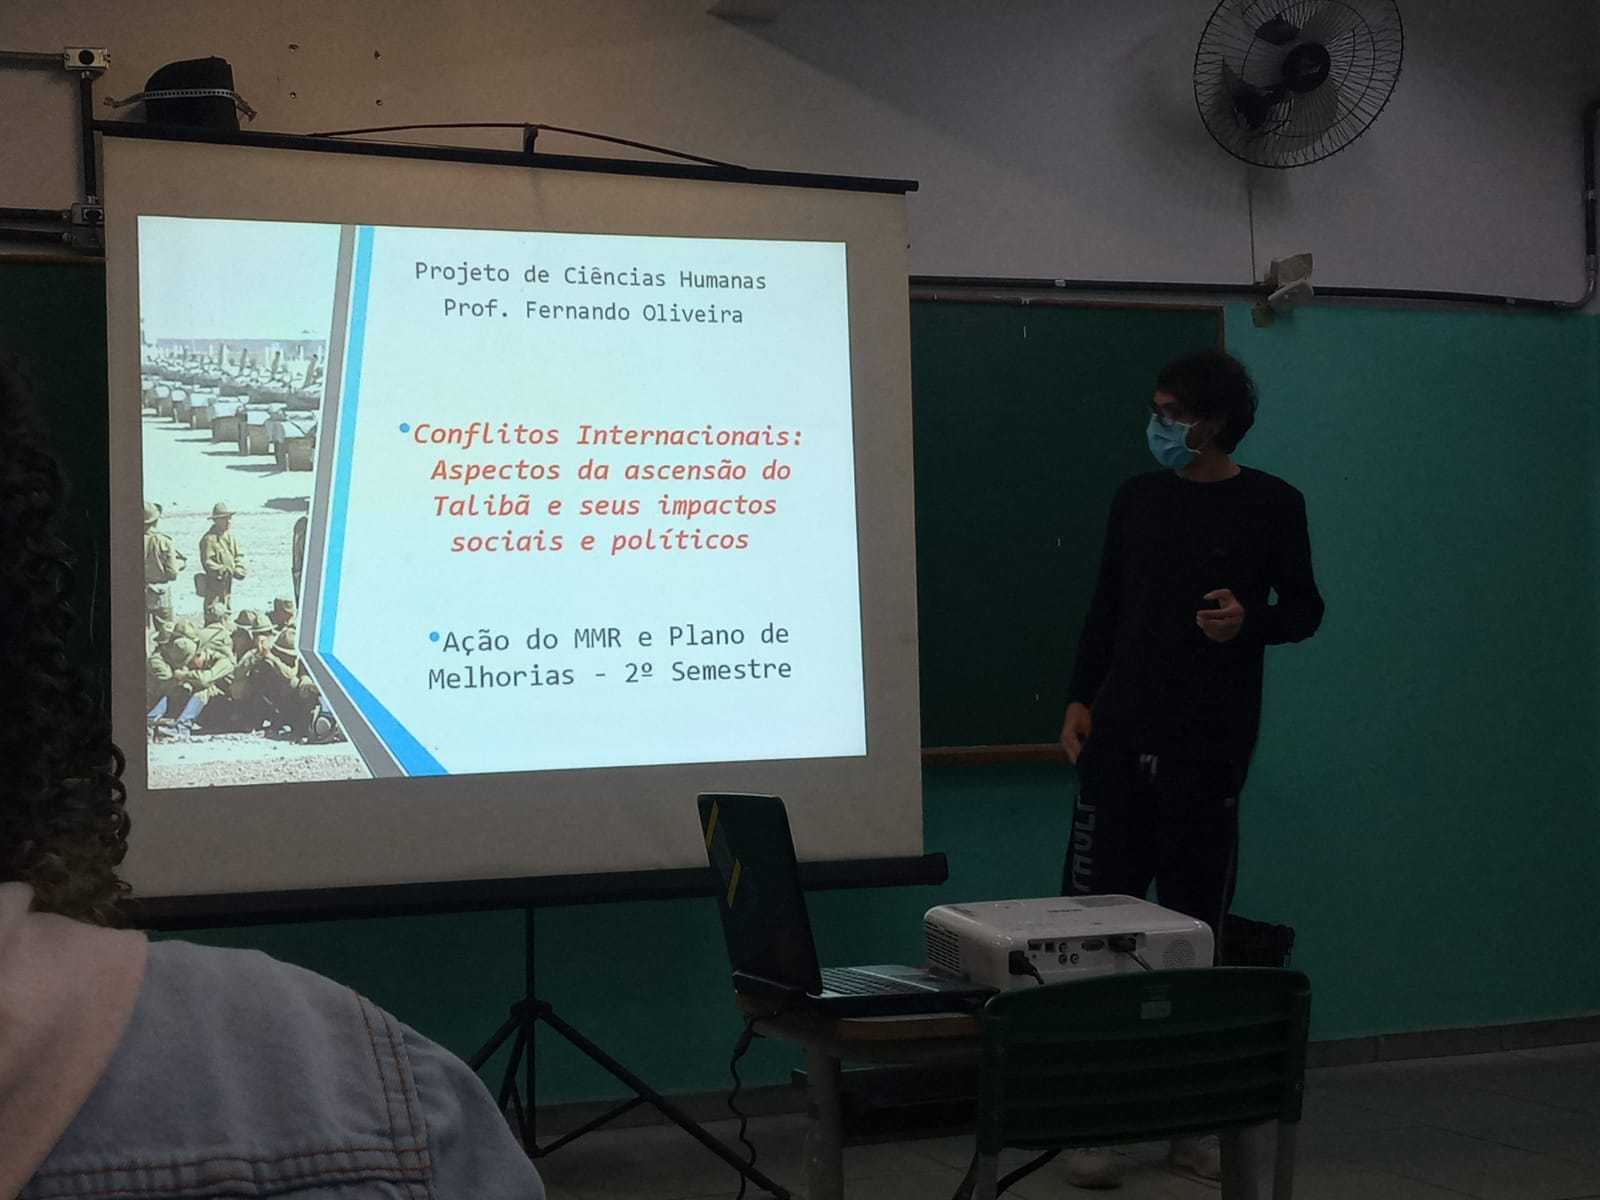 Projeto de Ciências Humanas
Prof. Fernando Oliveira
•Conflitos Internacionais:
Aspectos da ascensão do
Talibã e seus impactos
sociais e políticos
•Ação do MMR e Plano de
Melhorias - 2º Semestre